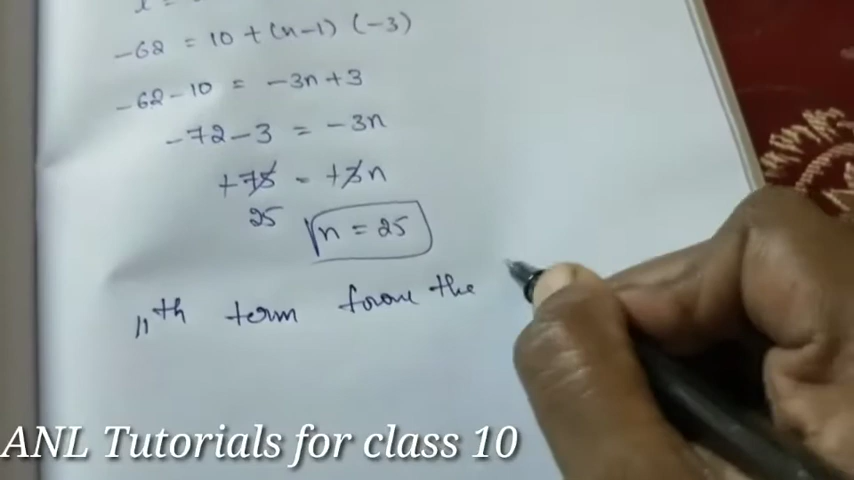 -62 = 10 + (n-1) (-3)
-62-10 = -3n+3
-72-3 = -3n
+75 = +3n
25
n = 25
11th term from the
ANL Tutorials for class 10